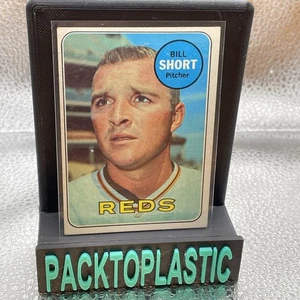 BILL
SHORT
Pitcher
REDS
PACKTOPLASTIC